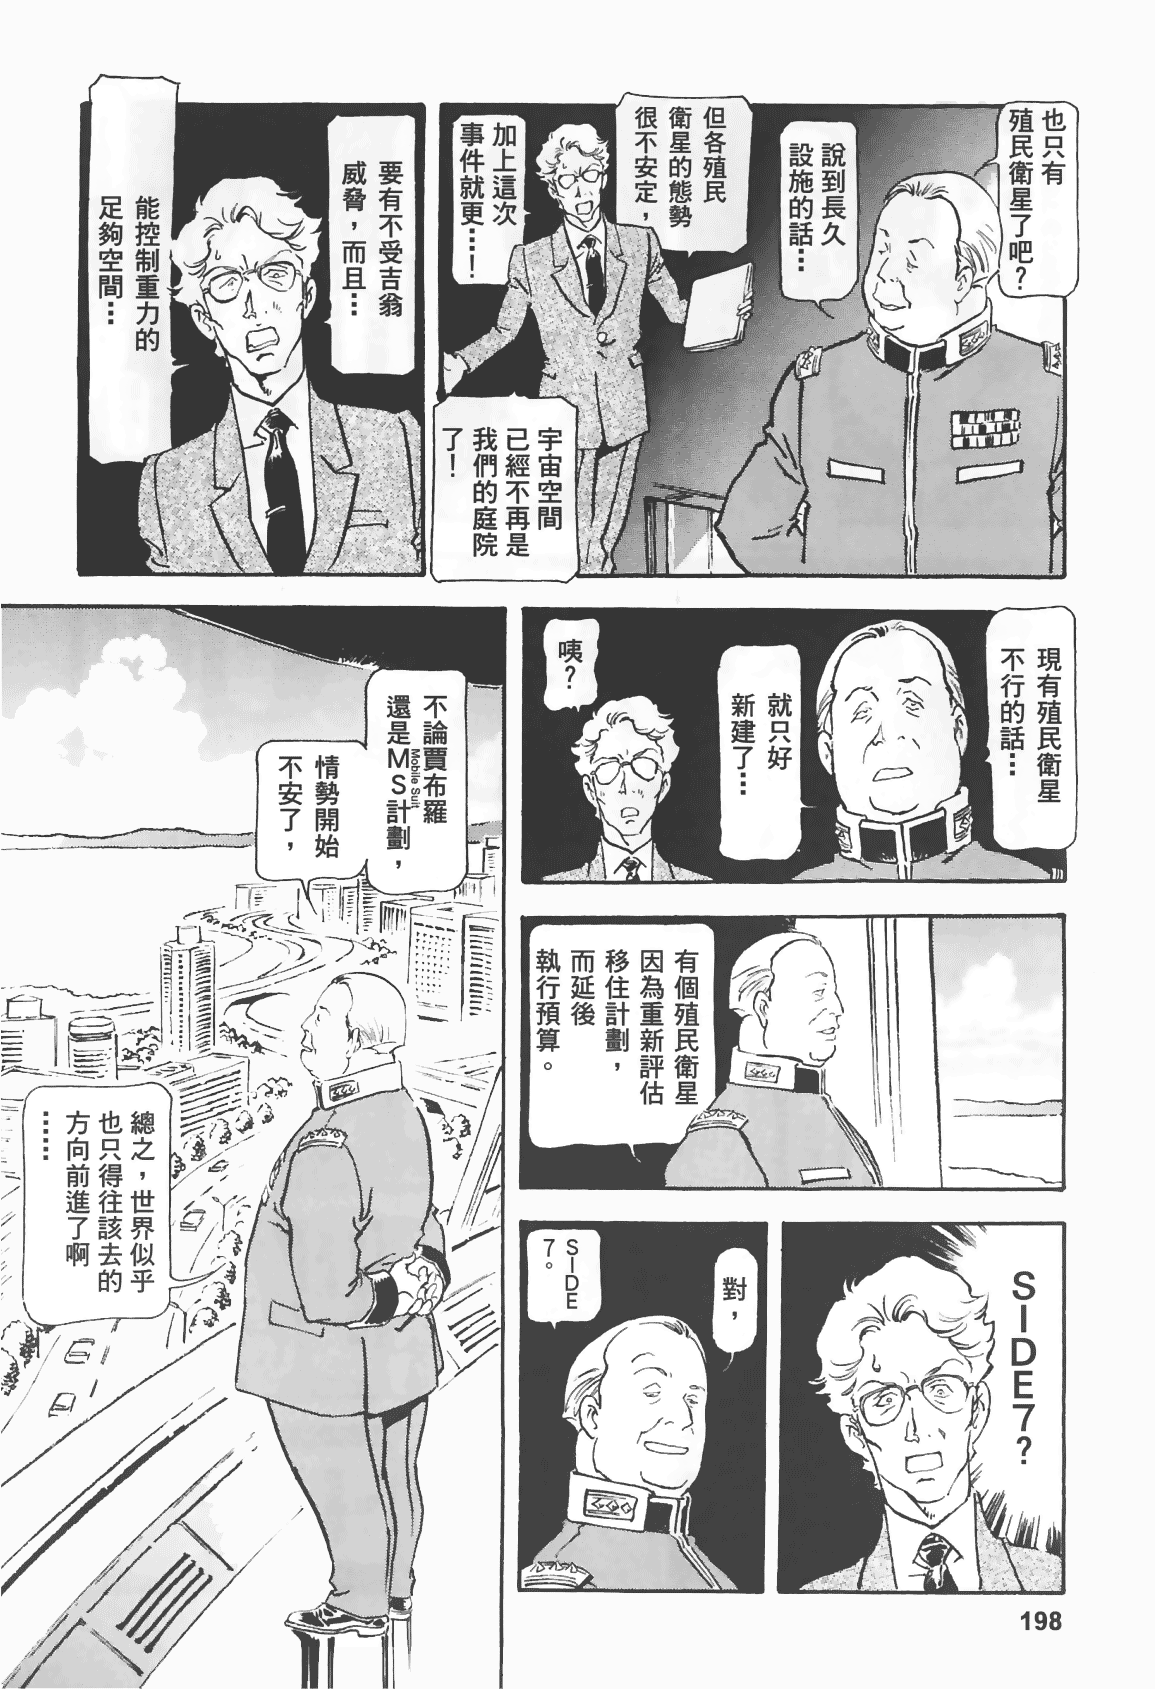 也只有
殖民衛星了吧？
說到長久
設施的話…
但各殖民
衛星的態勢
很不安定，
加上這次
事件就更…！
宇宙空間
已經不再是
我們的庭院
了！
要有不受吉翁
威脅，而且…
能控制重力的
足夠空間…
現有殖民衛星
不行的話…
就只好
新建了…
咦？
有個殖民衛星
因為重新評估
移住計劃，
而延後
執行預算。
SIDE7？
對，
SIDE
7。
不論賈布羅
還是MS計劃，
Mobile Suit
情勢開始
不安了，
總之，世界似乎
也只得往該去的
方向前進了啊
……
198